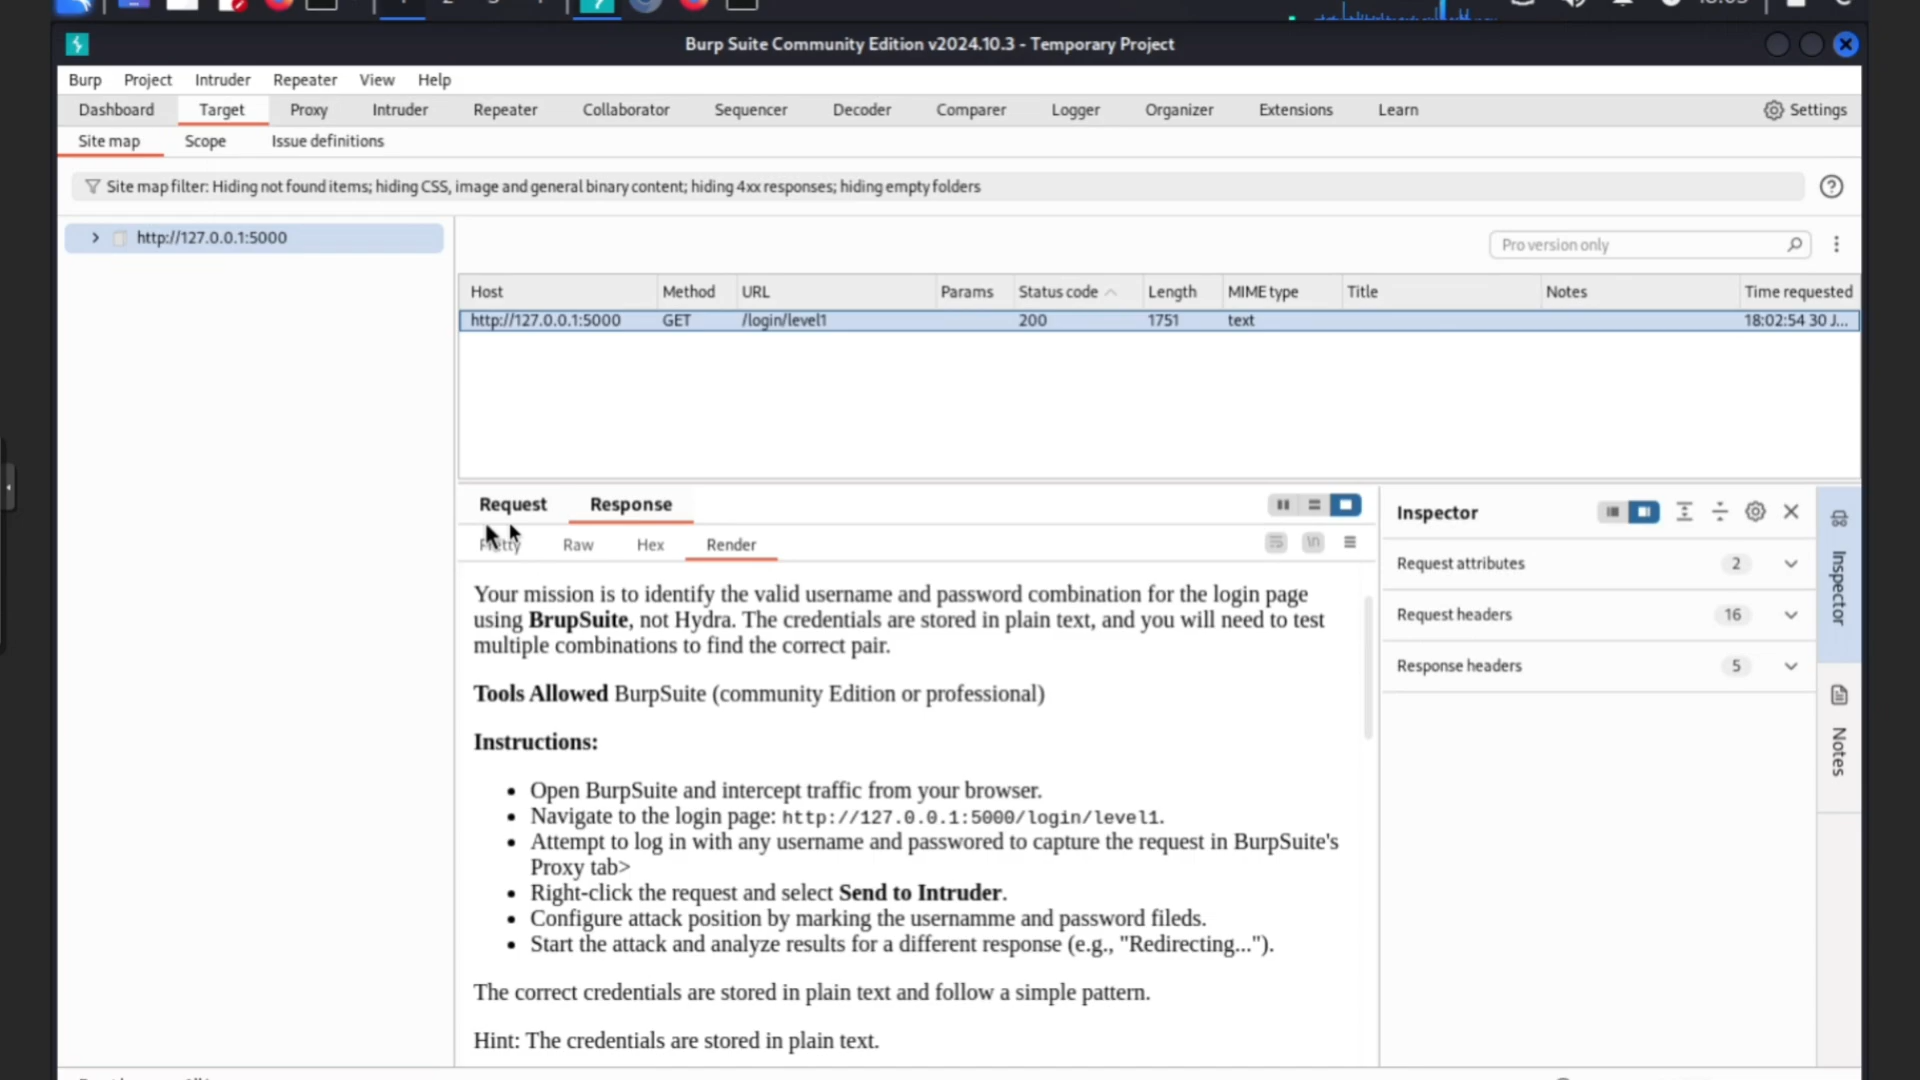 Burp Suite Community Edition v2024.10.3 - Temporary Project
Burp Project Intruder Repeater View Help
Dashboard Target Proxy Intruder Repeater Collaborator Sequencer Decoder Comparer Logger Organizer Extensions Learn Settings
Site map Scope Issue definitions
Site map filter: Hiding not found items; hiding CSS, image and general binary content; hiding 4xx responses; hiding empty folders
http://127.0.0.1:5000
Pro version only
Host Method URL Params Status code Length MIME type Title Notes Time requested
http://127.0.0.1:5000 GET /login/level1 200 1751 text 18:02:54 30 J...
Request Response
Pretty Raw Hex Render
Your mission is to identify the valid username and password combination for the login page
using BrupSuite, not Hydra. The credentials are stored in plain text, and you will need to test
multiple combinations to find the correct pair.
Tools Allowed BurpSuite (community Edition or professional)
Instructions:
• Open BurpSuite and intercept traffic from your browser.
• Navigate to the login page: http://127.0.0.1:5000/login/level1.
• Attempt to log in with any username and passwored to capture the request in BurpSuite's
Proxy tab>
• Right-click the request and select Send to Intruder.
• Configure attack position by marking the usernamme and password fileds.
• Start the attack and analyze results for a different response (e.g., "Redirecting...").
The correct credentials are stored in plain text and follow a simple pattern.
Hint: The credentials are stored in plain text.
Inspector
Request attributes 2
Request headers 16
Response headers 5
Inspector
Notes